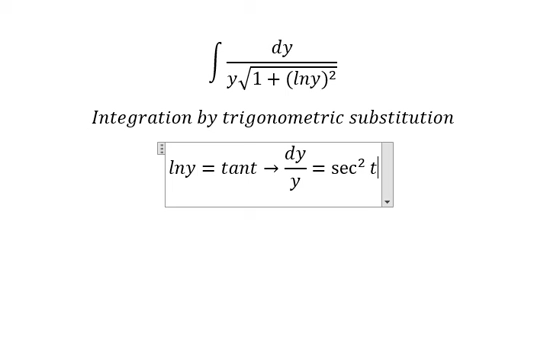 ∫ dy / (y√(1 + (lny)²))
Integration by trigonometric substitution
lny = tant → dy/y = sec² t